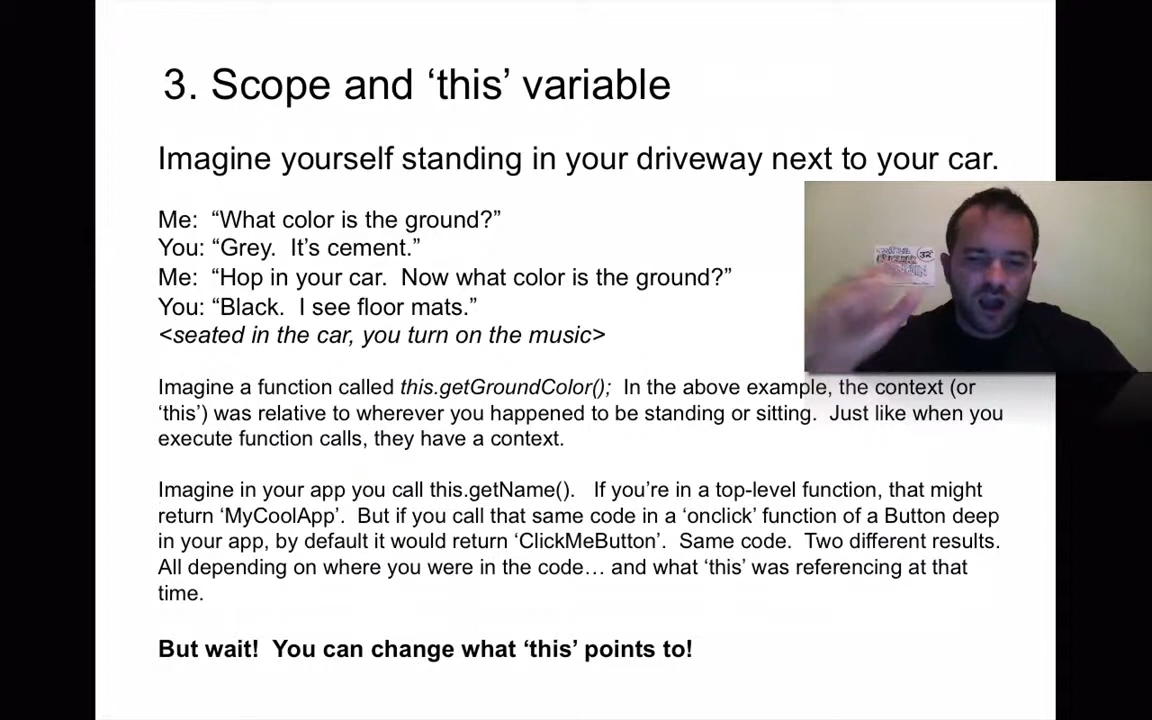 3. Scope and ‘this’ variable
Imagine yourself standing in your driveway next to your car.
Me:  “What color is the ground?”
You: “Grey.  It’s cement.”
Me:  “Hop in your car.  Now what color is the ground?”
You: “Black.  I see floor mats.”
<seated in the car, you turn on the music>
Imagine a function called this.getGroundColor();  In the above example, the context (or
‘this’) was relative to wherever you happened to be standing or sitting.  Just like when you
execute function calls, they have a context.
Imagine in your app you call this.getName().   If you’re in a top-level function, that might
return ‘MyCoolApp’.  But if you call that same code in a ‘onclick’ function of a Button deep
in your app, by default it would return ‘ClickMeButton’.  Same code.  Two different results.
All depending on where you were in the code… and what ‘this’ was referencing at that
time.
But wait!  You can change what ‘this’ points to!